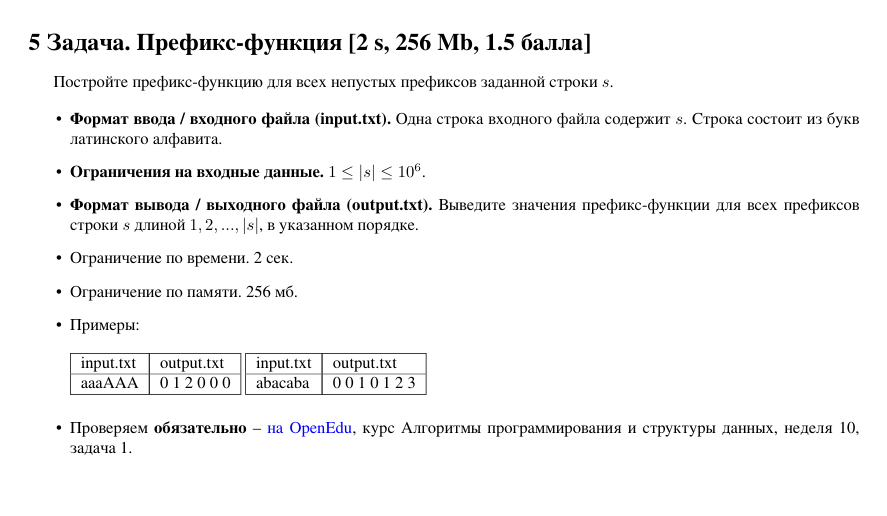 5 Задача. Префикс-функция [2 s, 256 Mb, 1.5 балла]
Постройте префикс-функцию для всех непустых префиксов заданной строки s.
• Формат ввода / входного файла (input.txt). Одна строка входного файла содержит s. Строка состоит из букв
латинского алфавита.
• Ограничения на входные данные. 1 ≤ |s| ≤ 10⁶.
• Формат вывода / выходного файла (output.txt). Выведите значения префикс-функции для всех префиксов
строки s длиной 1, 2, ..., |s|, в указанном порядке.
• Ограничение по времени. 2 сек.
• Ограничение по памяти. 256 мб.
• Примеры:
input.txt output.txt input.txt output.txt
aaaAAA 0 1 2 0 0 0 abacaba 0 0 1 0 1 2 3
• Проверяем обязательно – на OpenEdu, курс Алгоритмы программирования и структуры данных, неделя 10,
задача 1.